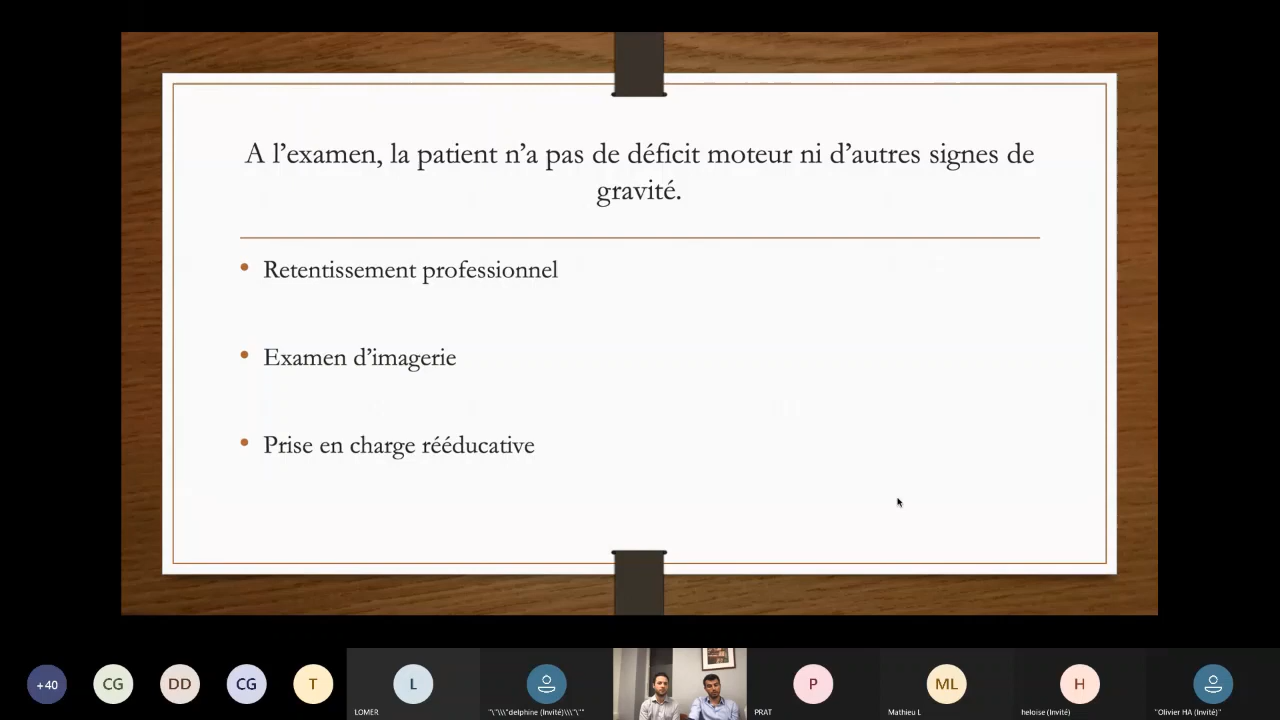 A l’examen, la patient n’a pas de déficit moteur ni d’autres signes de
gravité.
• Retentissement professionnel
• Examen d’imagerie
• Prise en charge rééducative
+40
CG
DD
CG
T
L
P
ML
H
LOMER
"\"\\\"delphine (Invité)\\\"\""
PRAT
Mathieu L
heloise (Invité)
"Olivier HA (Invité)"